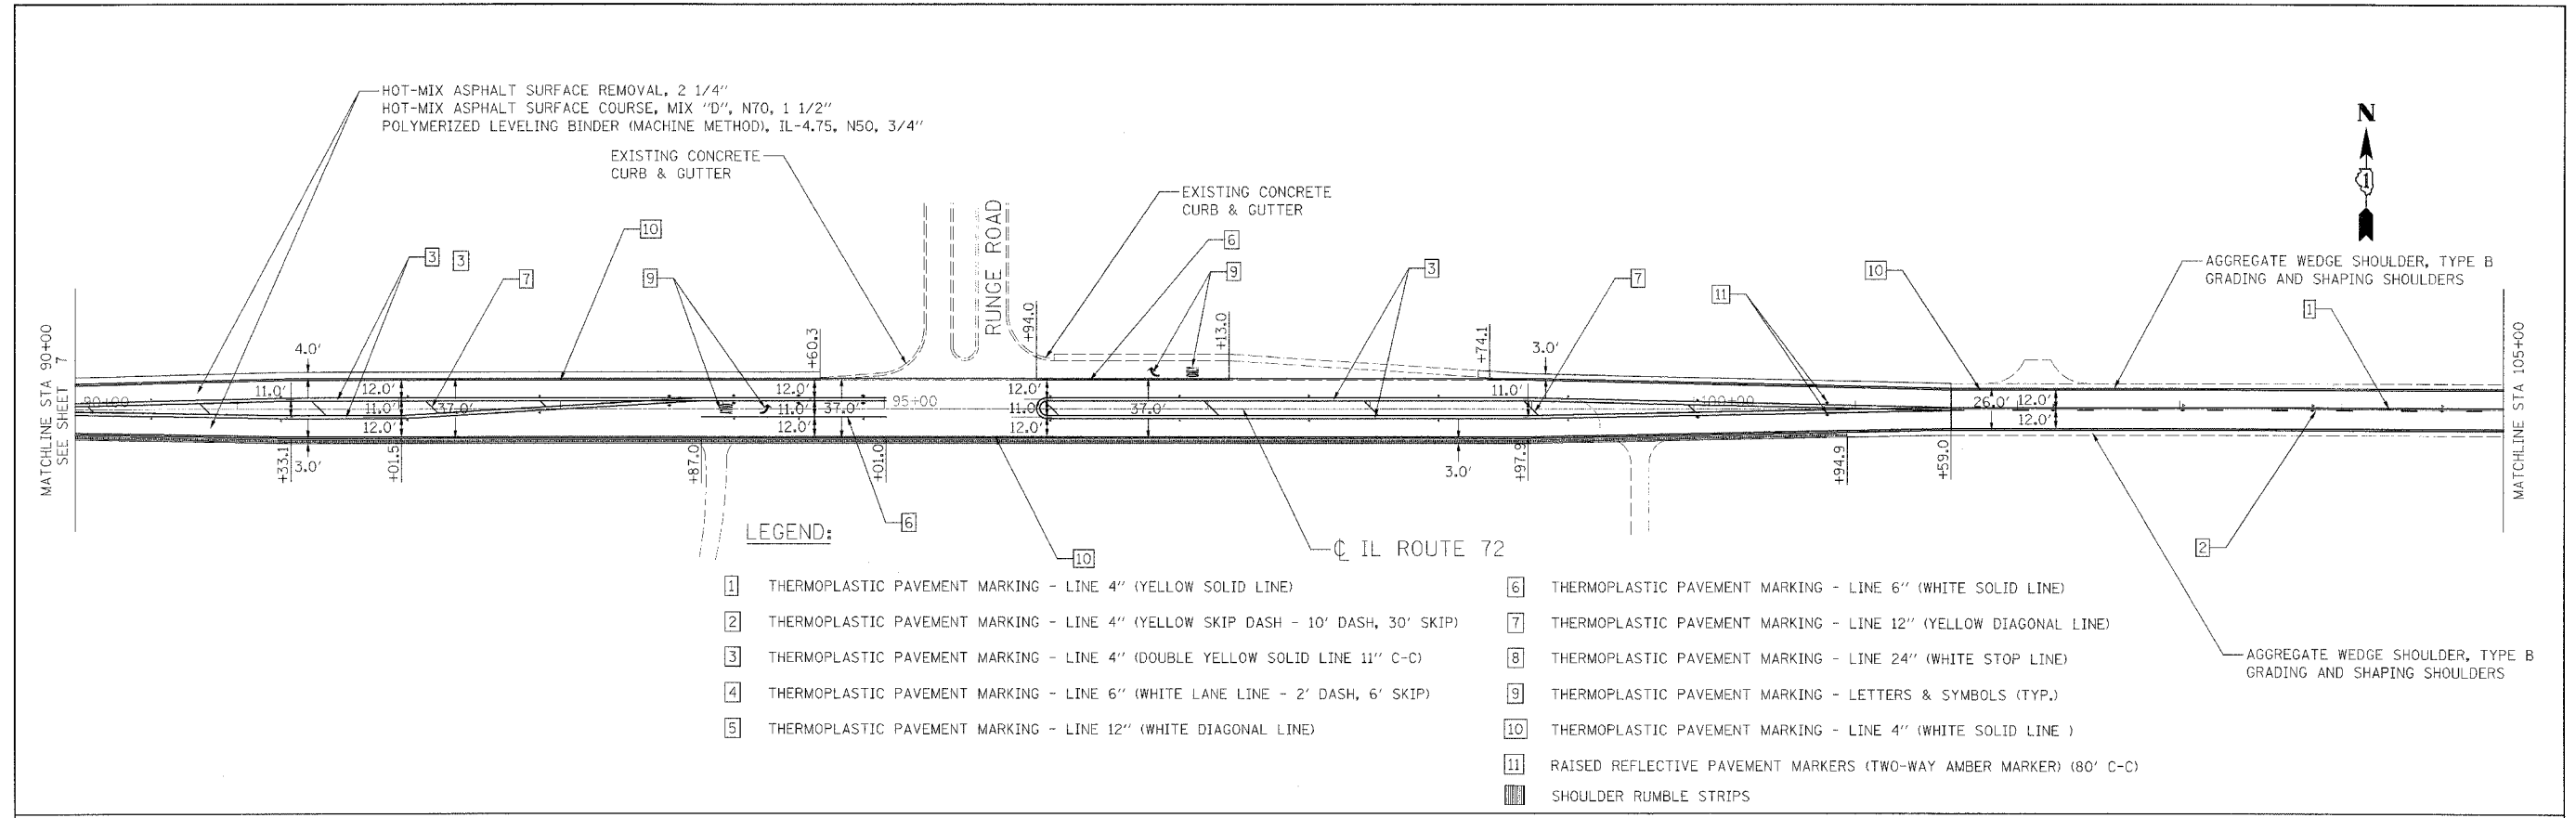 HOT-MIX ASPHALT SURFACE REMOVAL, 2 1/4"
HOT-MIX ASPHALT SURFACE COURSE, MIX "D", N70, 1 1/2"
POLYMERIZED LEVELING BINDER (MACHINE METHOD), IL-4.75, N50, 3/4"
EXISTING CONCRETE
CURB & GUTTER
EXISTING CONCRETE
CURB & GUTTER
N
1
RUNGE ROAD
AGGREGATE WEDGE SHOULDER, TYPE B
GRADING AND SHAPING SHOULDERS
10
6
3
3
7
9
9
3
7
11
10
1
MATCHLINE STA 90+00
SEE SHEET 7
MATCHLINE STA 105+00
+60.3
+94.0
+13.0
+74.1
4.0'
3.0'
11.0'
12.0'
12.0'
12.0'
11.0'
90+00
11.0'
37.0'
11.0'
37.0'
95+00
11.0'
37.0'
100+00
26.0'
12.0'
12.0'
12.0'
12.0'
12.0'
3.0'
3.0'
+33.1
+01.5
+87.0
+01.0
+97.9
+94.9
+59.0
6
10
2
℄ IL ROUTE 72
LEGEND:
1 THERMOPLASTIC PAVEMENT MARKING - LINE 4" (YELLOW SOLID LINE)
2 THERMOPLASTIC PAVEMENT MARKING - LINE 4" (YELLOW SKIP DASH - 10' DASH, 30' SKIP)
3 THERMOPLASTIC PAVEMENT MARKING - LINE 4" (DOUBLE YELLOW SOLID LINE 11" C-C)
4 THERMOPLASTIC PAVEMENT MARKING - LINE 6" (WHITE LANE LINE - 2' DASH, 6' SKIP)
5 THERMOPLASTIC PAVEMENT MARKING - LINE 12" (WHITE DIAGONAL LINE)
6 THERMOPLASTIC PAVEMENT MARKING - LINE 6" (WHITE SOLID LINE)
7 THERMOPLASTIC PAVEMENT MARKING - LINE 12" (YELLOW DIAGONAL LINE)
8 THERMOPLASTIC PAVEMENT MARKING - LINE 24" (WHITE STOP LINE)
9 THERMOPLASTIC PAVEMENT MARKING - LETTERS & SYMBOLS (TYP.)
10 THERMOPLASTIC PAVEMENT MARKING - LINE 4" (WHITE SOLID LINE )
11 RAISED REFLECTIVE PAVEMENT MARKERS (TWO-WAY AMBER MARKER) (80' C-C)
SHOULDER RUMBLE STRIPS
AGGREGATE WEDGE SHOULDER, TYPE B
GRADING AND SHAPING SHOULDERS